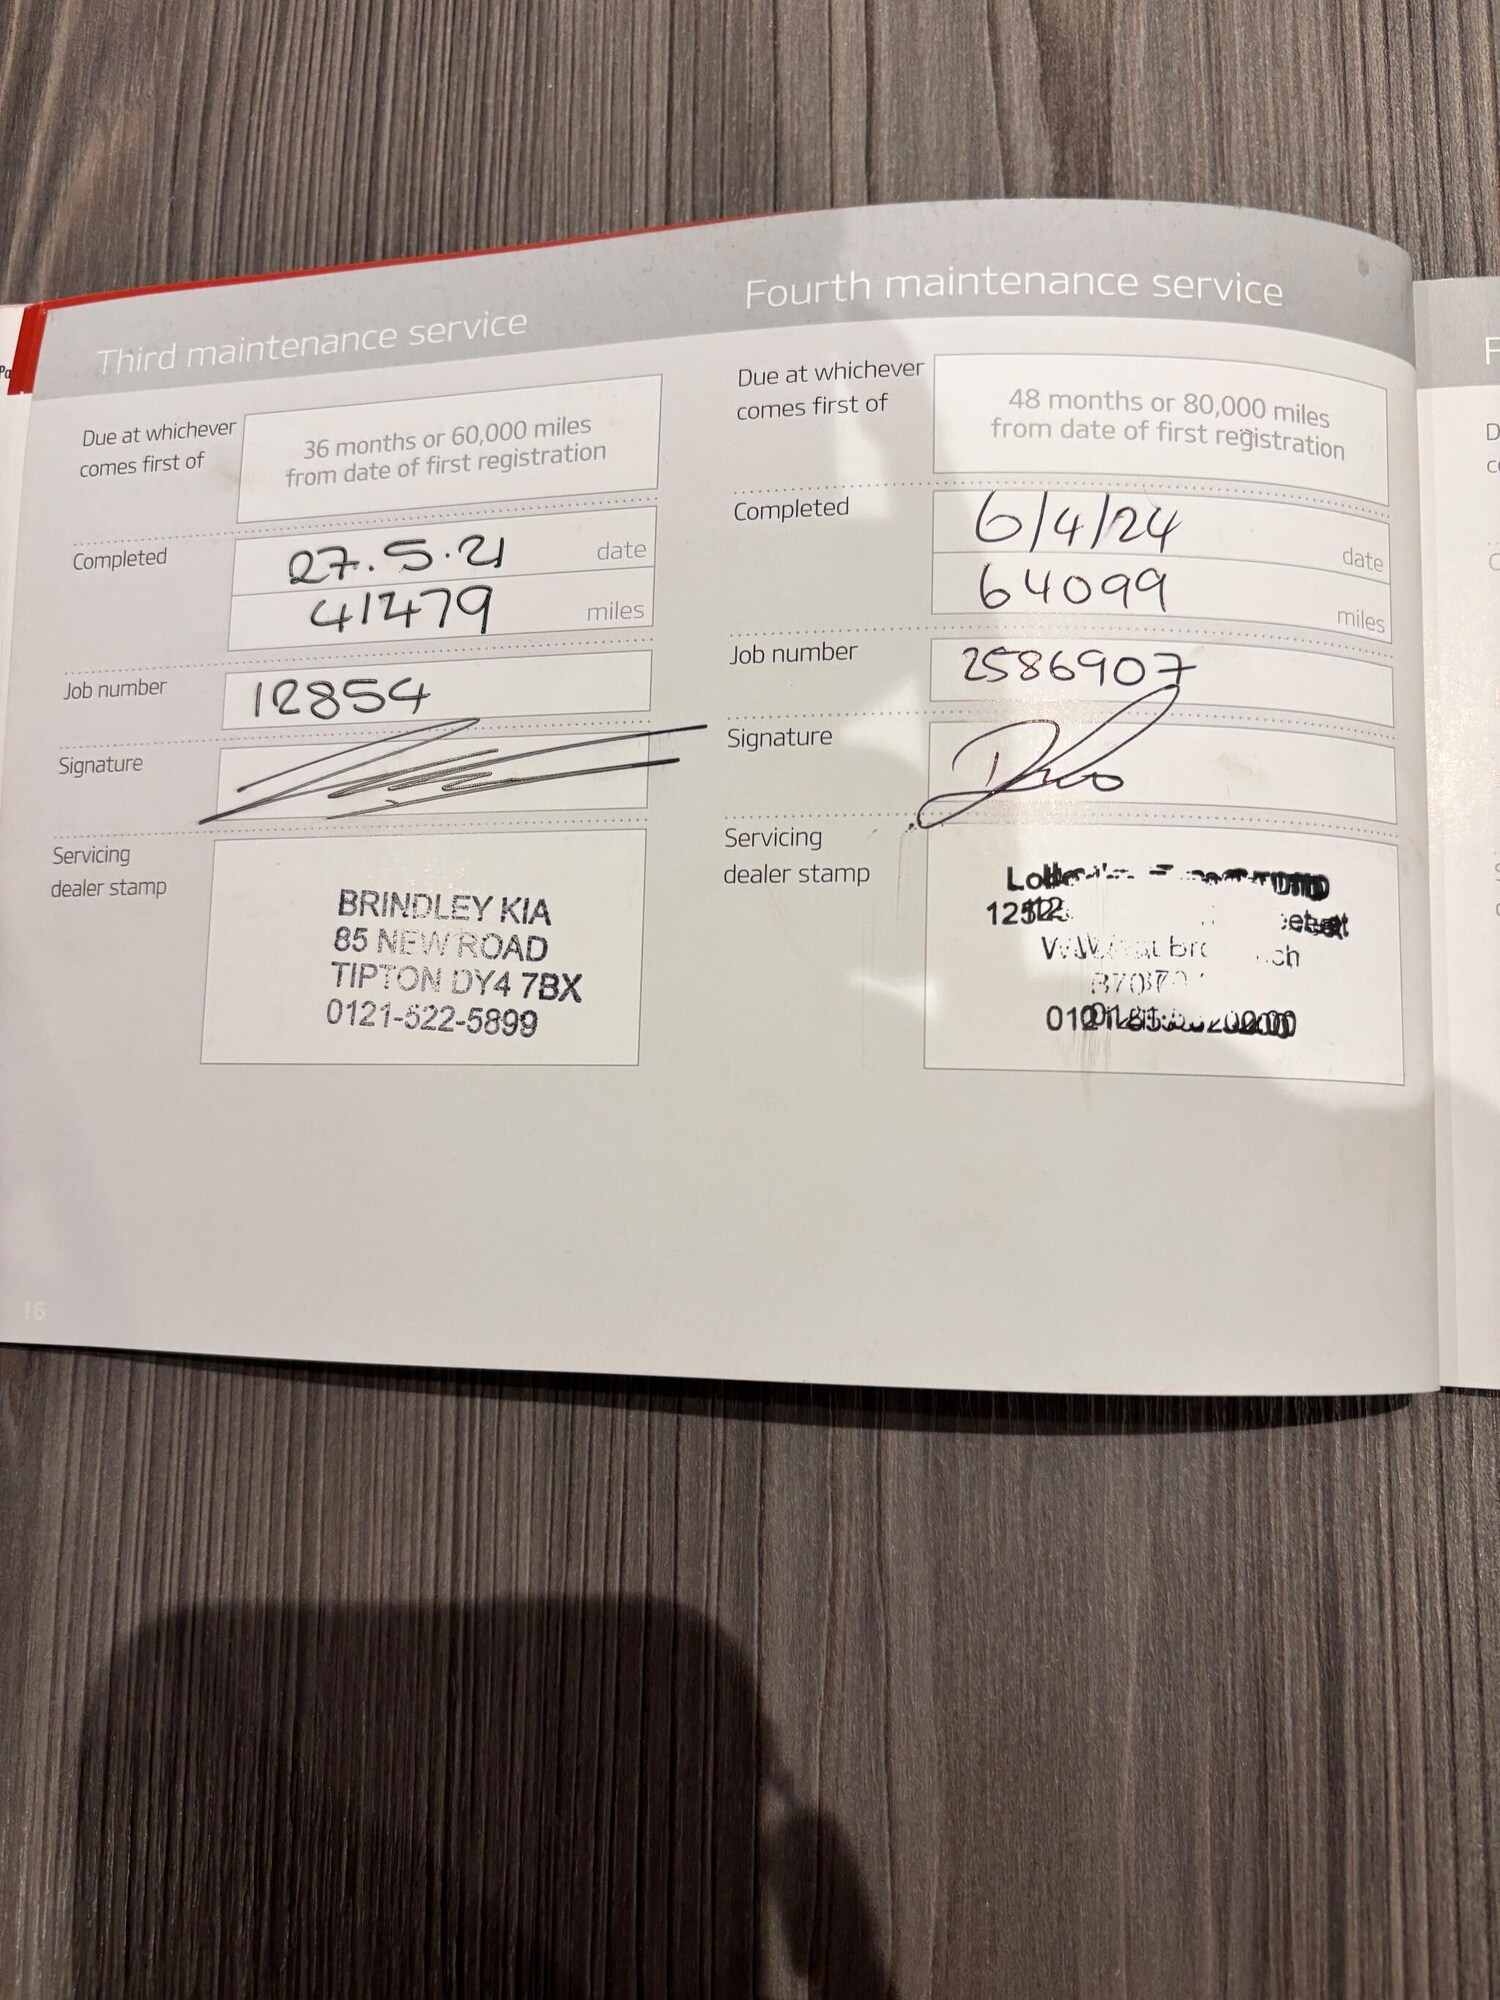 Third maintenance service
Due at whichever
comes first of
36 months or 60,000 miles
from date of first registration
Completed
27.5.21 date
41479 miles
Job number
12854
Signature
Servicing
dealer stamp
BRINDLEY KIA
85 NEW ROAD
TIPTON DY4 7BX
0121-522-5899
16
Fourth maintenance service
Due at whichever
comes first of
48 months or 80,000 miles
from date of first registration
Completed
6/4/24 date
64099 miles
Job number
2586907
Signature
Servicing
dealer stamp